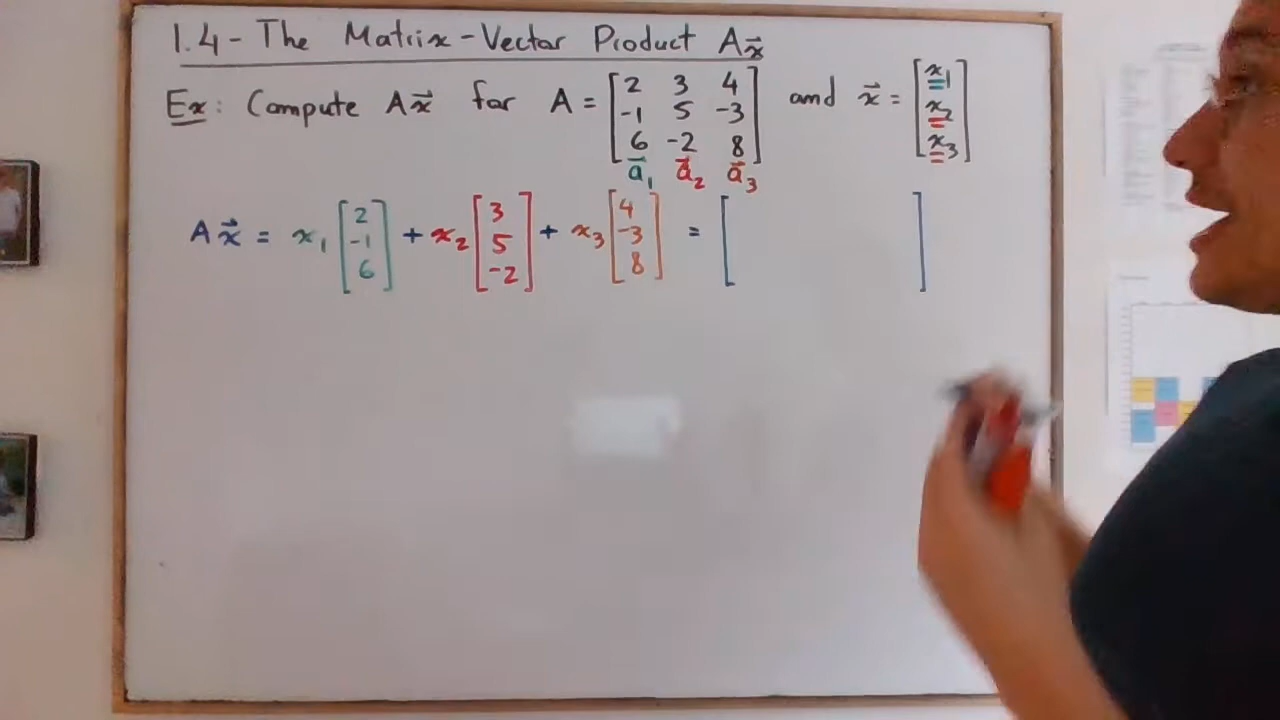 1.4 - The Matrix-Vector Product Ax⃗
Ex: Compute Ax⃗ for A = [2 3 4; -1 5 -3; 6 -2 8] and x⃗ = [x₁; x₂; x₃]
a⃗₁ a⃗₂ a⃗₃
Ax⃗ = x₁ [2; -1; 6] + x₂ [3; 5; -2] + x₃ [4; -3; 8] = [ ]